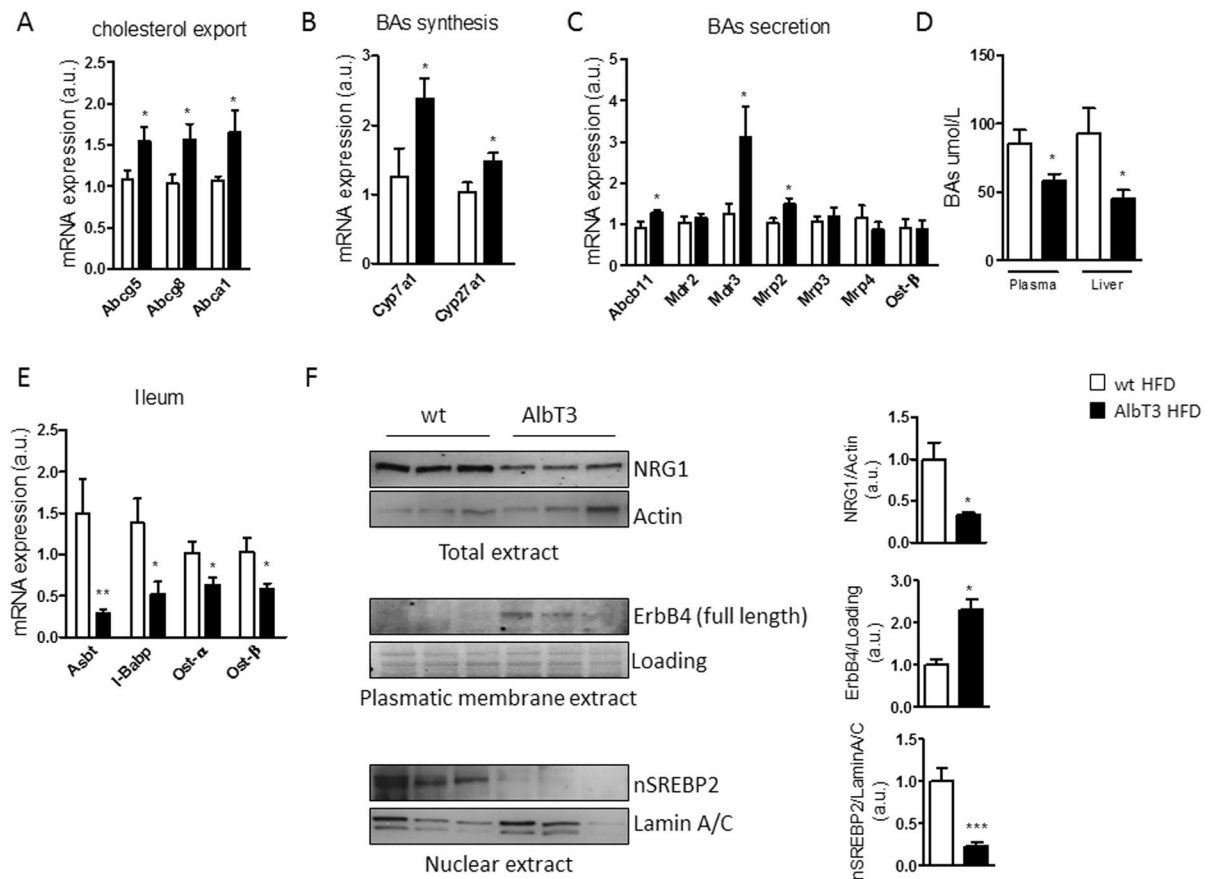 A
cholesterol export
mRNA expression (a.u.)
2.0
1.5
1.0
0.5
0.0
*
*
*
Abcg5
Abcg8
Abca1
B
BAs synthesis
mRNA expression (a.u.)
3
2
1
0
*
*
Cyp7a1
Cyp27a1
C
BAs secretion
mRNA expression (a.u.)
5
4
3
2
1
0
*
*
*
Abcb11
Mdr2
Mdr3
Mrp2
Mrp3
Mrp4
Ost-β
D
BAs umol/L
150
100
50
0
*
*
Plasma
Liver
E
Ileum
mRNA expression (a.u.)
2.5
2.0
1.5
1.0
0.5
0.0
**
*
*
*
Asbt
I-Babp
Ost-α
Ost-β
F
wt
AlbT3
NRG1
Actin
Total extract
ErbB4 (full length)
Loading
Plasmatic membrane extract
nSREBP2
Lamin A/C
Nuclear extract
wt HFD
AlbT3 HFD
NRG1/Actin
(a.u.)
1.5
1.0
0.5
0.0
*
ErbB4/Loading
(a.u.)
3.0
2.0
1.0
0.0
*
nSREBP2/LaminA/C
(a.u.)
1.5
1.0
0.5
0.0
***